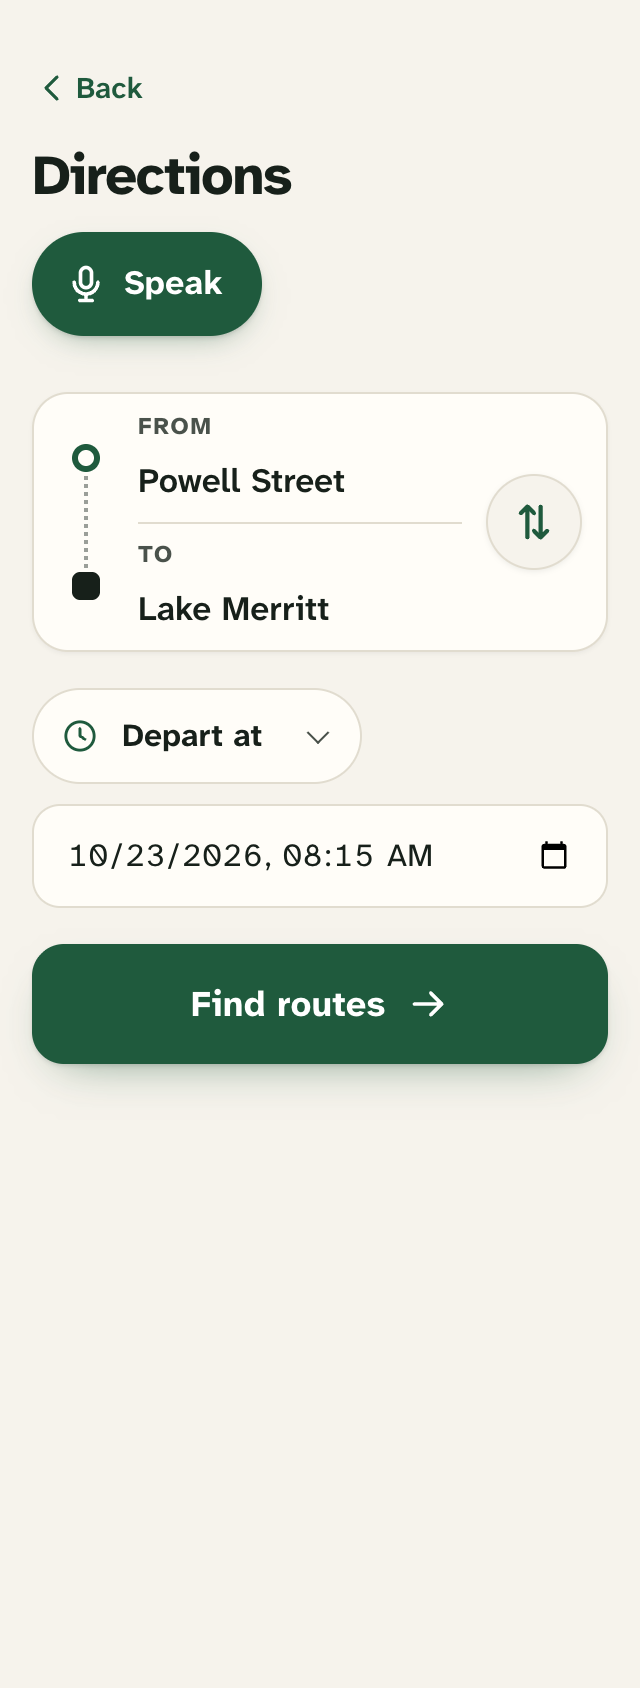 Back
Directions
Speak
FROM
Powell Street
TO
Lake Merritt
Depart at
10/23/2026, 08:15 AM
Find routes